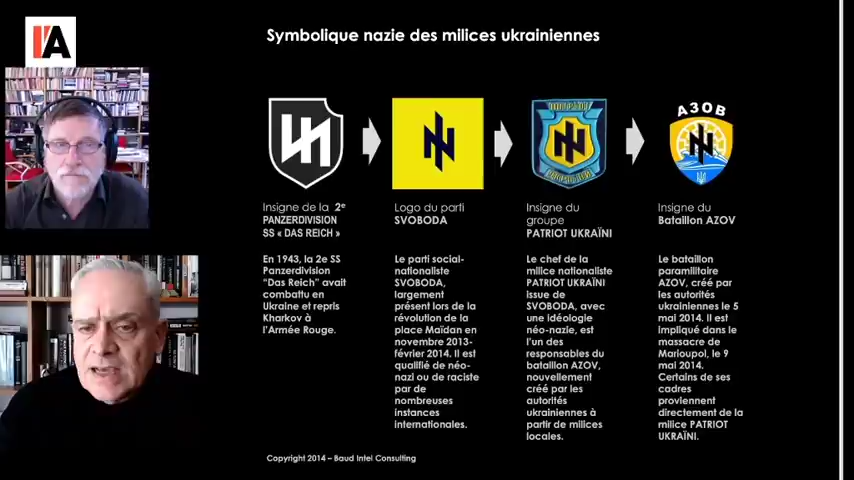 I'A
Symbolique nazie des milices ukrainiennes
АЗОВ
Insigne de la 2e
PANZERDIVISION
SS « DAS REICH »
En 1943, la 2e SS
Panzerdivision
"Das Reich" avait
combattu en
Ukraine et repris
Kharkov à
l'Armée Rouge.
Logo du parti
SVOBODA
Le parti social-
nationaliste
SVOBODA,
largement
présent lors de la
révolution de la
place Maïdan en
novembre 2013-
février 2014. Il est
qualifié de néo-
nazi ou de raciste
par de
nombreuses
instances
internationales.
Insigne du
groupe
PATRIOT UKRAÏNI
Le chef de la
milice nationaliste
PATRIOT UKRAÏNI
issue de
SVOBODA, avec
une idéologie
néo-nazie, est
l'un des
responsables du
bataillon AZOV,
nouvellement
créé par les
autorités
ukrainiennes à
partir de milices
locales.
Insigne du
Bataillon AZOV
Le bataillon
paramilitaire
AZOV, créé par
les autorités
ukrainiennes le 5
mai 2014. Il est
impliqué dans le
massacre de
Marioupol, le 9
mai 2014.
Certains de ses
cadres
proviennent
directement de la
milice PATRIOT
UKRAÏNI.
Copyright 2014 – Baud Intel Consulting